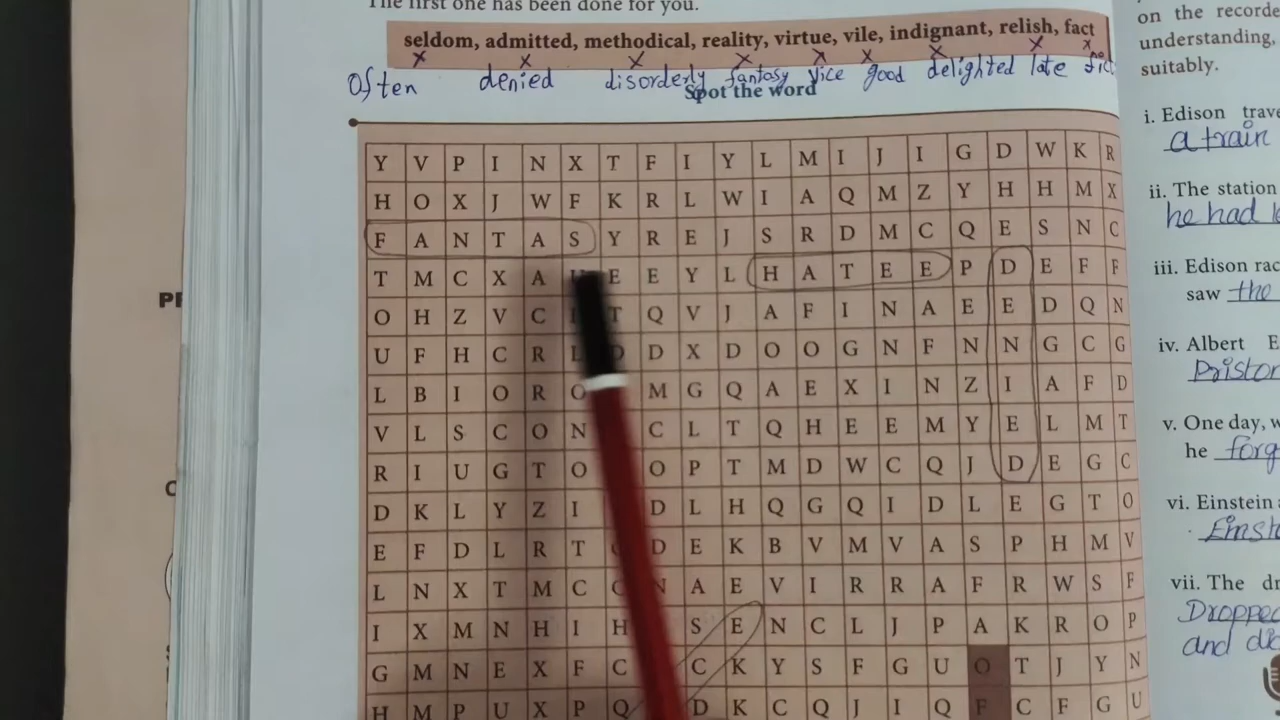 The first one has been done for you.
seldom, admitted, methodical, reality, virtue, vile, indignant, relish, fact
x x x x x x x x x
Often denied disorderly fantasy vice good delighted late
Spot the word
Y V P I N X T F I Y L M I J I G D W K R
H O X J W F K R L W I A Q M Z Y H H M X
F A N T A S Y R E J S R D M C Q E S N C
T M C X A E E Y L H A T E E P D E F F
O H Z V C T Q V J A F I N A E E D Q N
U F H C R L D D X D O O G N F N N G C G
L B I O R O M G Q A E X I N Z I A F D
V L S C O N C L T Q H E E M Y E L M T
R I U G T O O P T M D W C Q J D E G C
D K L Y Z I D L H Q G Q I D L E G T O
E F D L R T D E K B V M V A S P H M V
L N X T M C N A E V I R R A F R W S F
I X M N H I H S E N C L J P A K R O P
G M N E X F C C K Y S F G U O T J Y N
H M P U X P Q D K C Q J I Q F C F G U
on the recorde
understanding,
suitably.
i. Edison trave
a train
ii. The station
he had
iii. Edison rac
saw the
iv. Albert E
v. One day, w
he forg
vi. Einstein
Einst
vii. The dr
Dropped
and